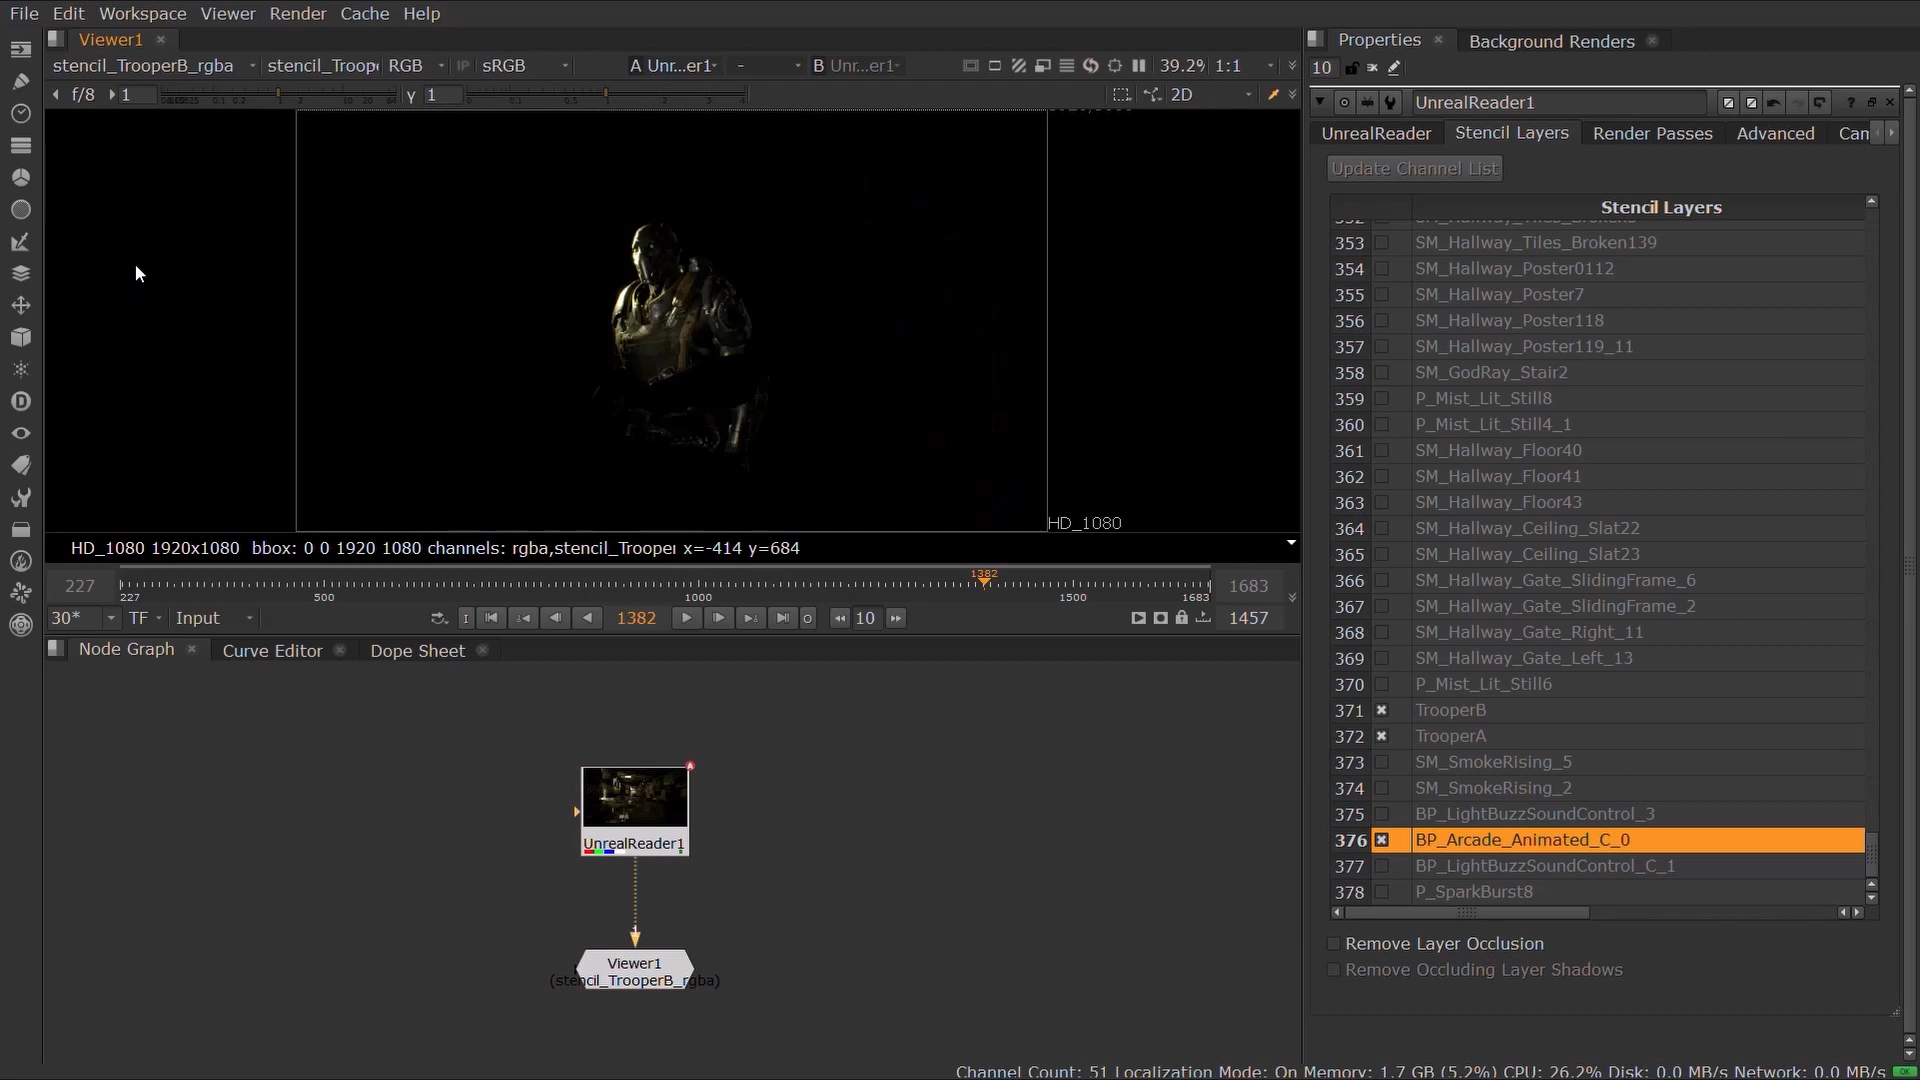 File Edit Workspace Viewer Render Cache Help
Viewer1
stencil_TrooperB_rgba stencil_Troop RGB IP sRGB A Unr...er1 - B Unr...er1 39.2% 1:1
f/8 1 γ 1 2D
HD_1080
HD_1080 1920x1080 bbox: 0 0 1920 1080 channels: rgba,stencil_Trooper x=-414 y=684
227 1382 1683
227 500 1000 1500 1683
30* TF Input I 1382 O 10 1457
Node Graph Curve Editor Dope Sheet
UnrealReader1
Viewer1
(stencil_TrooperB_rgba)
Properties Background Renders
10
UnrealReader1
UnrealReader Stencil Layers Render Passes Advanced Cam
Update Channel List
Stencil Layers
353 SM_Hallway_Tiles_Broken139
354 SM_Hallway_Poster0112
355 SM_Hallway_Poster7
356 SM_Hallway_Poster118
357 SM_Hallway_Poster119_11
358 SM_GodRay_Stair2
359 P_Mist_Lit_Still8
360 P_Mist_Lit_Still4_1
361 SM_Hallway_Floor40
362 SM_Hallway_Floor41
363 SM_Hallway_Floor43
364 SM_Hallway_Ceiling_Slat22
365 SM_Hallway_Ceiling_Slat23
366 SM_Hallway_Gate_SlidingFrame_6
367 SM_Hallway_Gate_SlidingFrame_2
368 SM_Hallway_Gate_Right_11
369 SM_Hallway_Gate_Left_13
370 P_Mist_Lit_Still6
371 TrooperB
372 TrooperA
373 SM_SmokeRising_5
374 SM_SmokeRising_2
375 BP_LightBuzzSoundControl_3
376 BP_Arcade_Animated_C_0
377 BP_LightBuzzSoundControl_C_1
378 P_SparkBurst8
Remove Layer Occlusion
Remove Occluding Layer Shadows
Channel Count: 51 Localization Mode: On Memory: 1.7 GB (5.2%) CPU: 26.2% Disk: 0.0 MB/s Network: 0.0 MB/s